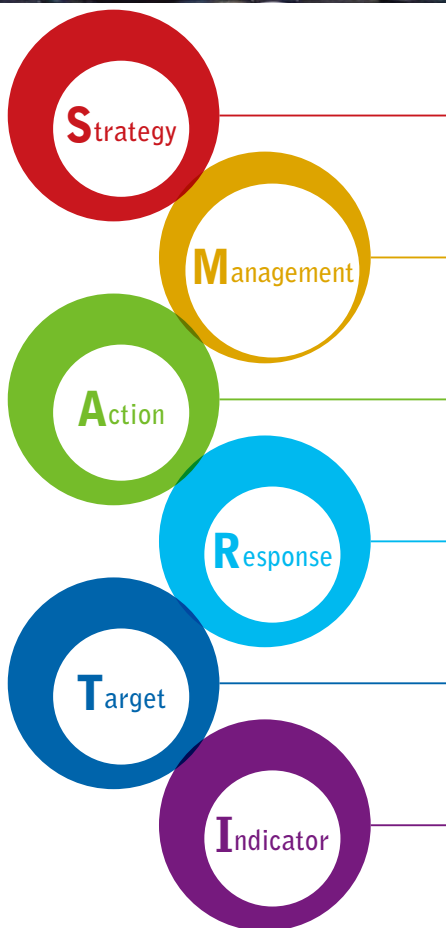 Strategy
Management
Action
Response
Target
Indicator